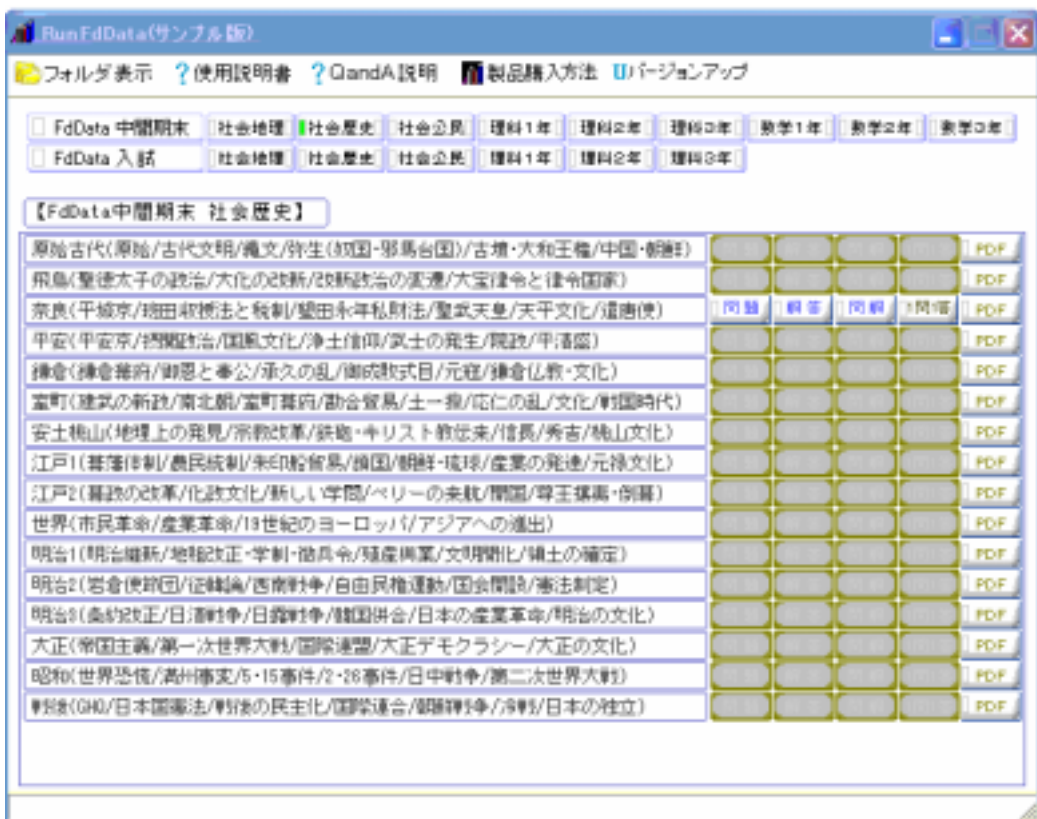 RunFdData(サンプル版)
フォルダ表示 ?使用説明書 ?QandA説明 製品購入方法 Uバージョンアップ
FdData 中間期末 社会地理 社会歴史 社会公民 理科1年 理科2年 理科3年 数学1年 数学2年 数学3年
FdData 入試 社会地理 社会歴史 社会公民 理科1年 理科2年 理科3年
【FdData中間期末 社会歴史】
原始古代(原始/古代文明/縄文/弥生(奴国・邪馬台国)/古墳・大和王権/中国・朝鮮) PDF
飛鳥(聖徳太子の政治/大化の改新/改新政治の変遷/大宝律令と律令国家) PDF
奈良(平城京/班田収授法と税制/墾田永年私財法/聖武天皇/天平文化/遣唐使) 問題 解答 問解 1問1答 PDF
平安(平安京/摂関政治/国風文化/浄土信仰/武士の発生/院政/平清盛) PDF
鎌倉(鎌倉幕府/御恩と奉公/承久の乱/御成敗式目/元寇/鎌倉仏教・文化) PDF
室町(建武の新政/南北朝/室町幕府/勘合貿易/土一揆/応仁の乱/文化/戦国時代) PDF
安土桃山(地理上の発見/宗教改革/鉄砲・キリスト教伝来/信長/秀吉/桃山文化) PDF
江戸1(幕藩体制/農民統制/朱印船貿易/鎖国/朝鮮・琉球/産業の発達/元禄文化) PDF
江戸2(幕政の改革/化政文化/新しい学問/ペリーの来航/開国/尊王攘夷・倒幕) PDF
世界(市民革命/産業革命/19世紀のヨーロッパ/アジアへの進出) PDF
明治1(明治維新/地租改正・学制・徴兵令/殖産興業/文明開化/領土の確定) PDF
明治2(岩倉使節団/征韓論/西南戦争/自由民権運動/国会開設/憲法制定) PDF
明治3(条約改正/日清戦争/日露戦争/韓国併合/日本の産業革命/明治の文化) PDF
大正(帝国主義/第一次世界大戦/国際連盟/大正デモクラシー/大正の文化) PDF
昭和(世界恐慌/満州事変/5・15事件/2・26事件/日中戦争/第二次世界大戦) PDF
戦後(GHQ/日本国憲法/戦後の民主化/国際連合/朝鮮戦争/冷戦/日本の独立) PDF